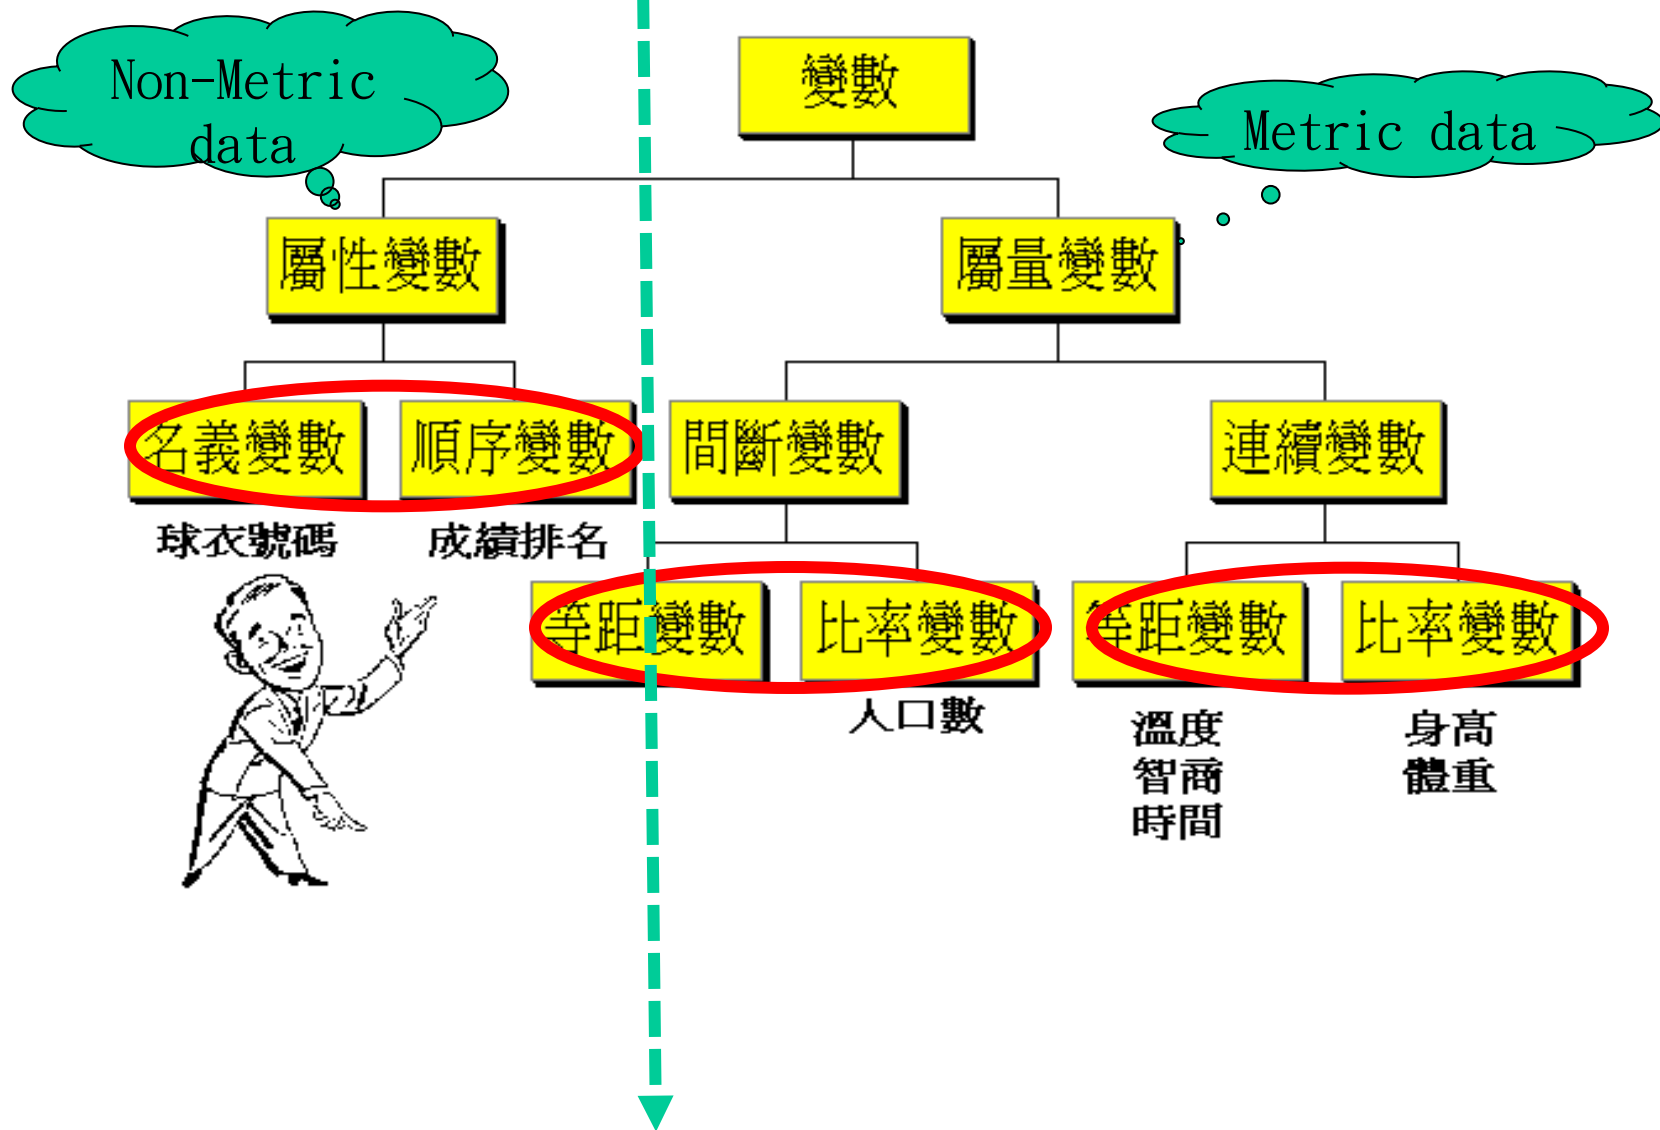 Non-Metric
data
變數
Metric data
屬性變數
屬量變數
名義變數
順序變數
間斷變數
連續變數
球衣號碼
成績排名
等距變數
比率變數
等距變數
比率變數
人口數
溫度
智商
時間
身高
體重